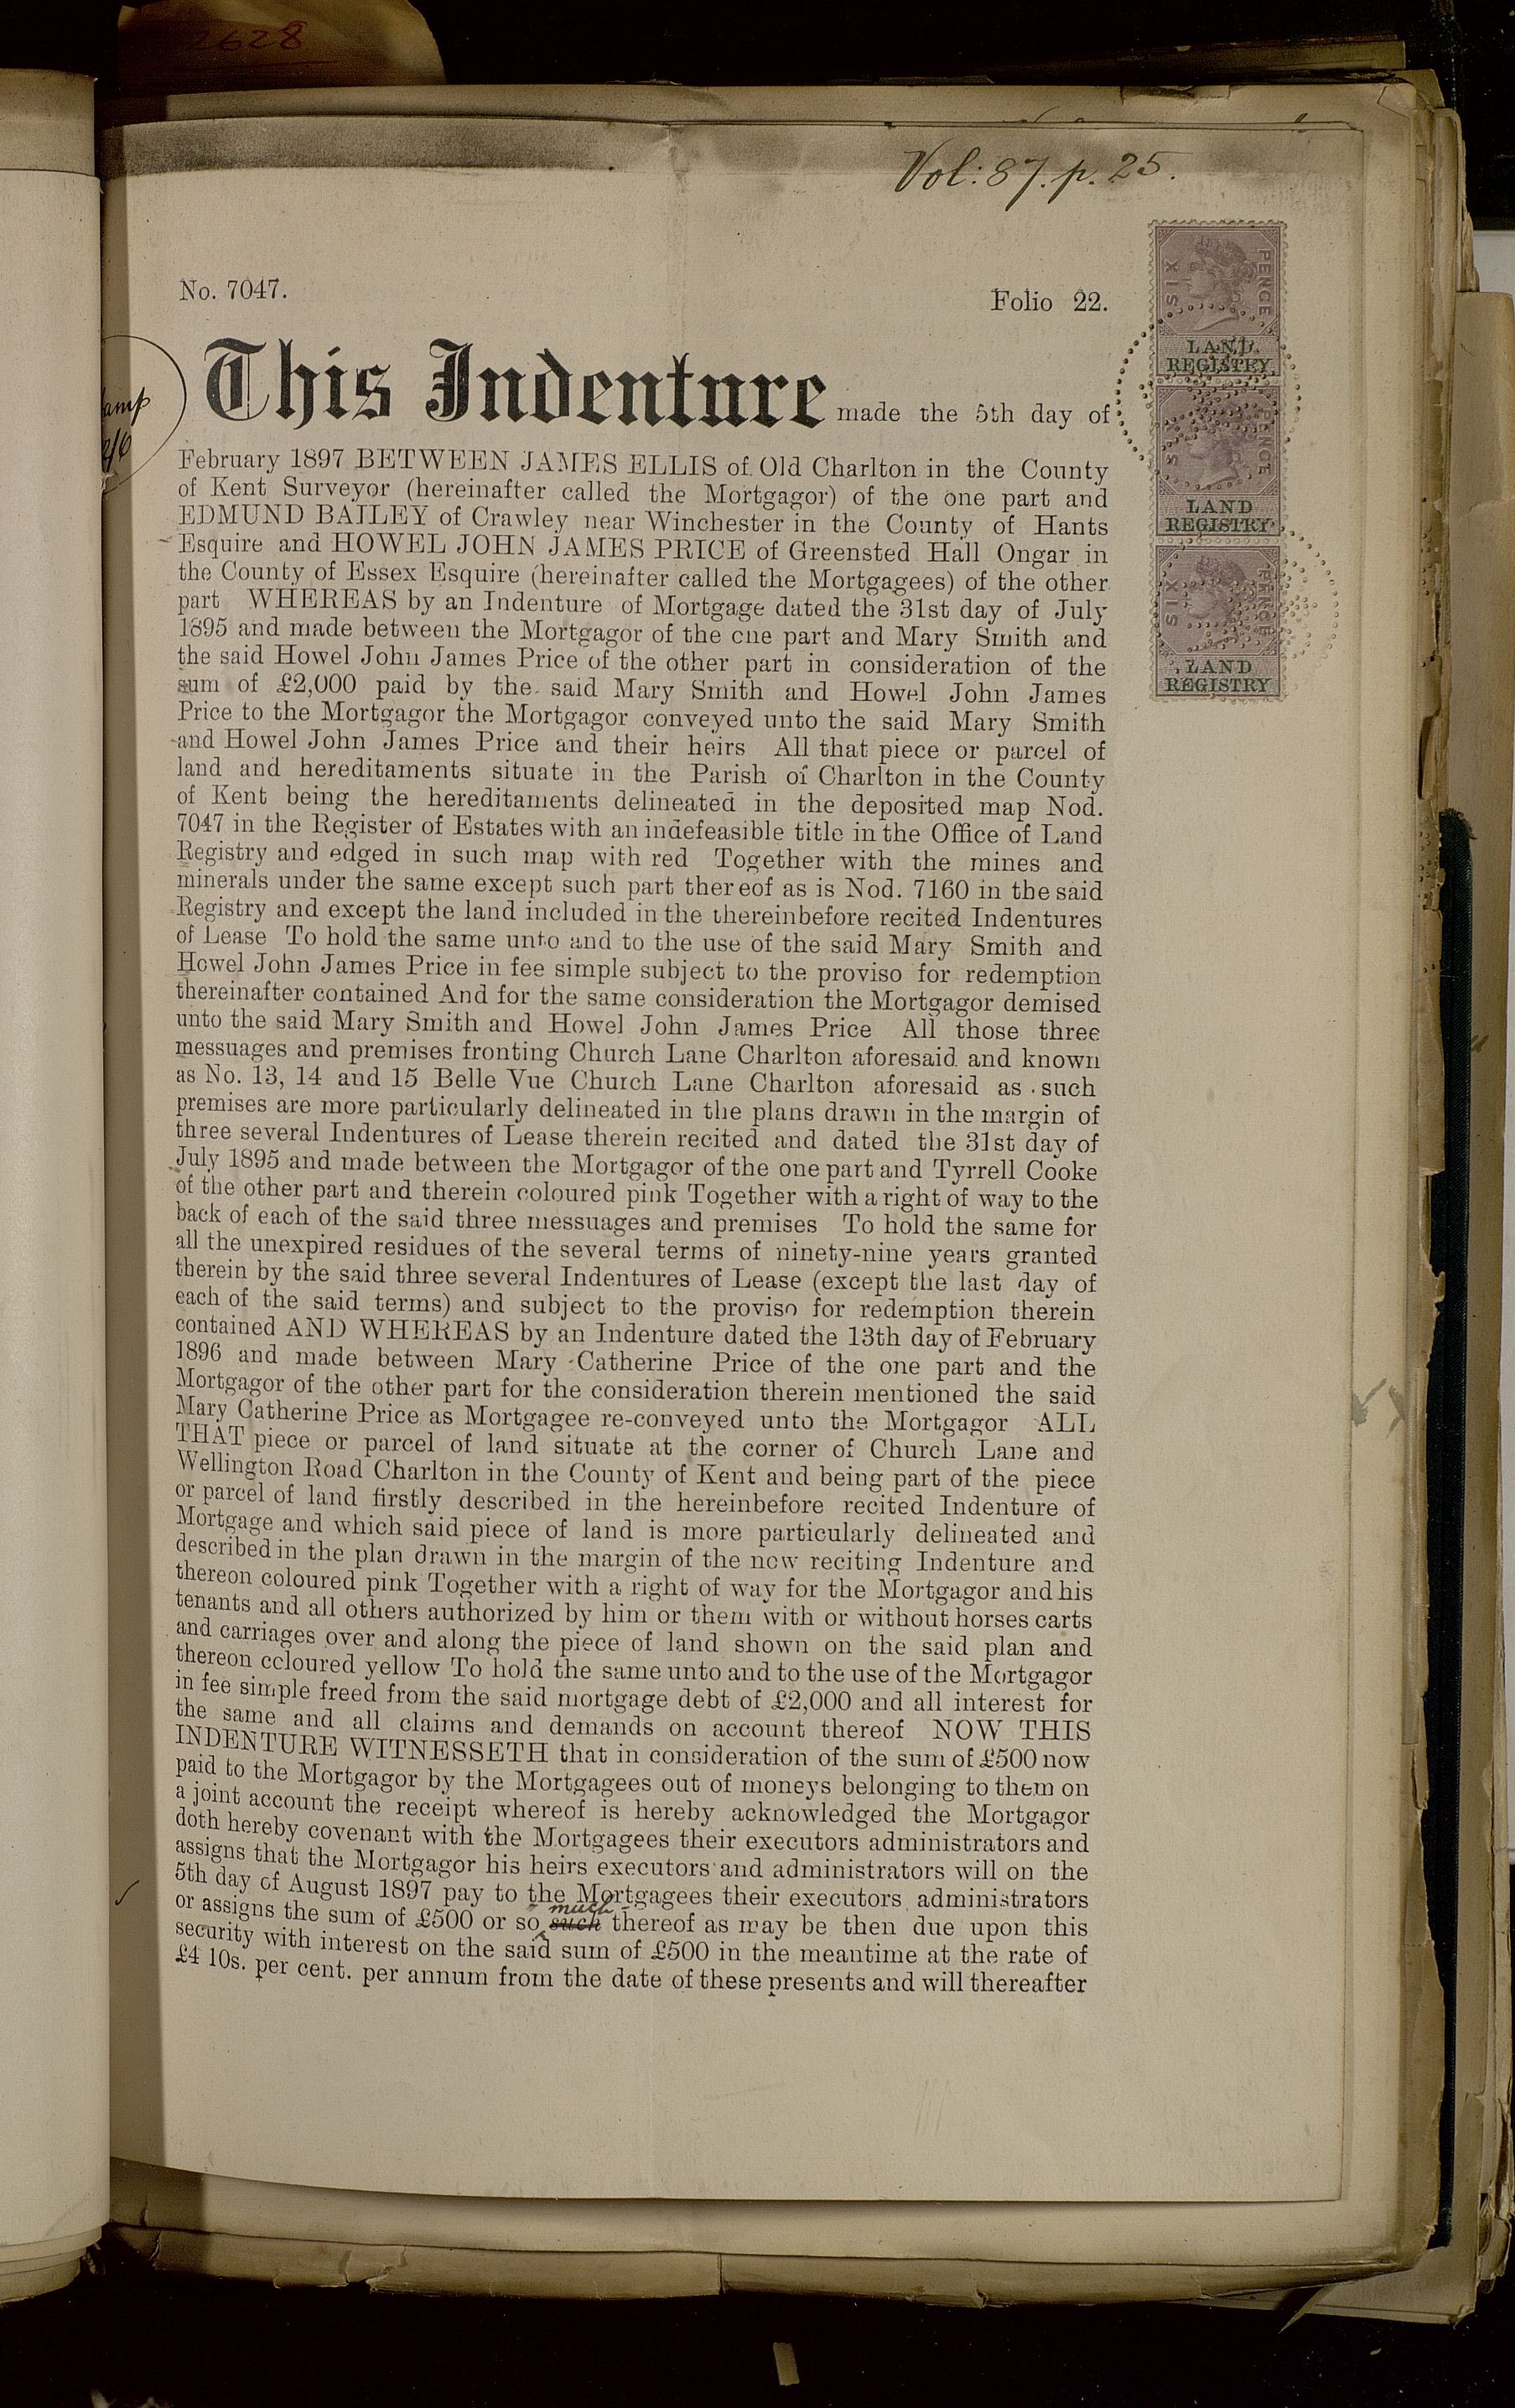 2628
Vol: 87. p. 25.
No. 7047.
Folio 22.
SIX PENCE
LAND
REGISTRY
SIX PENCE
LAND
REGISTRY
SIX PENCE
LAND
REGISTRY
This Indenture made the 5th day of
February 1897 BETWEEN JAMES ELLIS of Old Charlton in the County
of Kent Surveyor (hereinafter called the Mortgagor) of the one part and
EDMUND BAILEY of Crawley near Winchester in the County of Hants
Esquire and HOWEL JOHN JAMES PRICE of Greensted Hall Ongar in
the County of Essex Esquire (hereinafter called the Mortgagees) of the other
part WHEREAS by an Indenture of Mortgage dated the 31st day of July
1895 and made between the Mortgagor of the one part and Mary Smith and
the said Howel John James Price of the other part in consideration of the
sum of £2,000 paid by the said Mary Smith and Howel John James
Price to the Mortgagor the Mortgagor conveyed unto the said Mary Smith
and Howel John James Price and their heirs All that piece or parcel of
land and hereditaments situate in the Parish of Charlton in the County
of Kent being the hereditaments delineated in the deposited map Nod.
7047 in the Register of Estates with an indefeasible title in the Office of Land
Registry and edged in such map with red Together with the mines and
minerals under the same except such part thereof as is Nod. 7160 in the said
Registry and except the land included in the thereinbefore recited Indentures
of Lease To hold the same unto and to the use of the said Mary Smith and
Howel John James Price in fee simple subject to the proviso for redemption
thereinafter contained And for the same consideration the Mortgagor demised
unto the said Mary Smith and Howel John James Price All those three
messuages and premises fronting Church Lane Charlton aforesaid and known
as No. 13, 14 and 15 Belle Vue Church Lane Charlton aforesaid as such
premises are more particularly delineated in the plans drawn in the margin of
three several Indentures of Lease therein recited and dated the 31st day of
July 1895 and made between the Mortgagor of the one part and Tyrrell Cooke
of the other part and therein coloured pink Together with a right of way to the
back of each of the said three messuages and premises To hold the same for
all the unexpired residues of the several terms of ninety-nine years granted
therein by the said three several Indentures of Lease (except the last day of
each of the said terms) and subject to the proviso for redemption therein
contained AND WHEREAS by an Indenture dated the 13th day of February
1896 and made between Mary Catherine Price of the one part and the
Mortgagor of the other part for the consideration therein mentioned the said
Mary Catherine Price as Mortgagee re-conveyed unto the Mortgagor ALL
THAT piece or parcel of land situate at the corner of Church Lane and
Wellington Road Charlton in the County of Kent and being part of the piece
or parcel of land firstly described in the hereinbefore recited Indenture of
Mortgage and which said piece of land is more particularly delineated and
described in the plan drawn in the margin of the now reciting Indenture and
thereon coloured pink Together with a right of way for the Mortgagor and his
tenants and all others authorized by him or them with or without horses carts
and carriages over and along the piece of land shown on the said plan and
thereon coloured yellow To hold the same unto and to the use of the Mortgagor
in fee simple freed from the said mortgage debt of £2,000 and all interest for
the same and all claims and demands on account thereof NOW THIS
INDENTURE WITNESSETH that in consideration of the sum of £500 now
paid to the Mortgagor by the Mortgagees out of moneys belonging to them on
a joint account the receipt whereof is hereby acknowledged the Mortgagor
doth hereby covenant with the Mortgagees their executors administrators and
assigns that the Mortgagor his heirs executors and administrators will on the
5th day of August 1897 pay to the Mortgagees their executors administrators
or assigns the sum of £500 or so much such thereof as may be then due upon this
security with interest on the said sum of £500 in the meantime at the rate of
£4 10s. per cent. per annum from the date of these presents and will thereafter